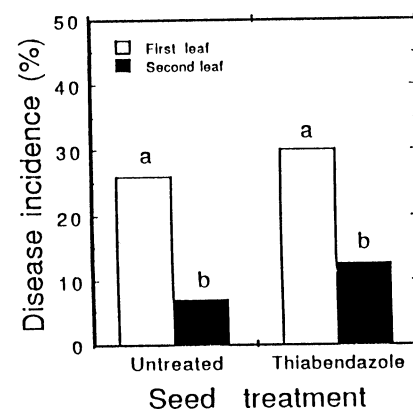 50
40
30
20
10
0
Disease incidence (%)
First leaf
Second leaf
a
b
a
b
Untreated Thiabendazole
Seed treatment